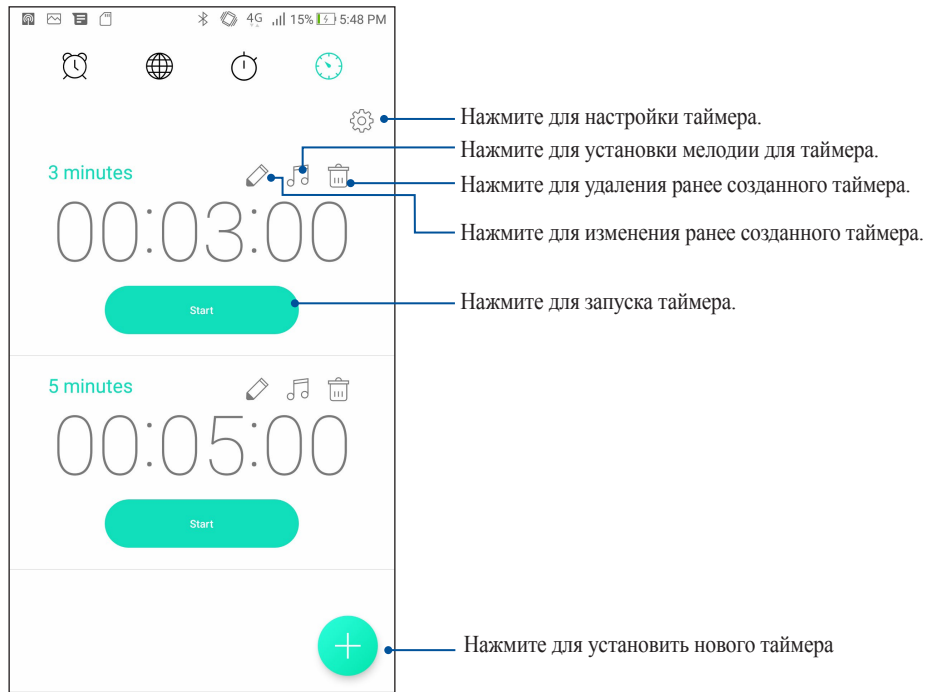 4G 15% 5:48 PM
Нажмите для настройки таймера.
Нажмите для установки мелодии для таймера.
3 minutes
Нажмите для удаления ранее созданного таймера.
00:03:00
Нажмите для изменения ранее созданного таймера.
Start
Нажмите для запуска таймера.
5 minutes
00:05:00
Start
Нажмите для установить нового таймера